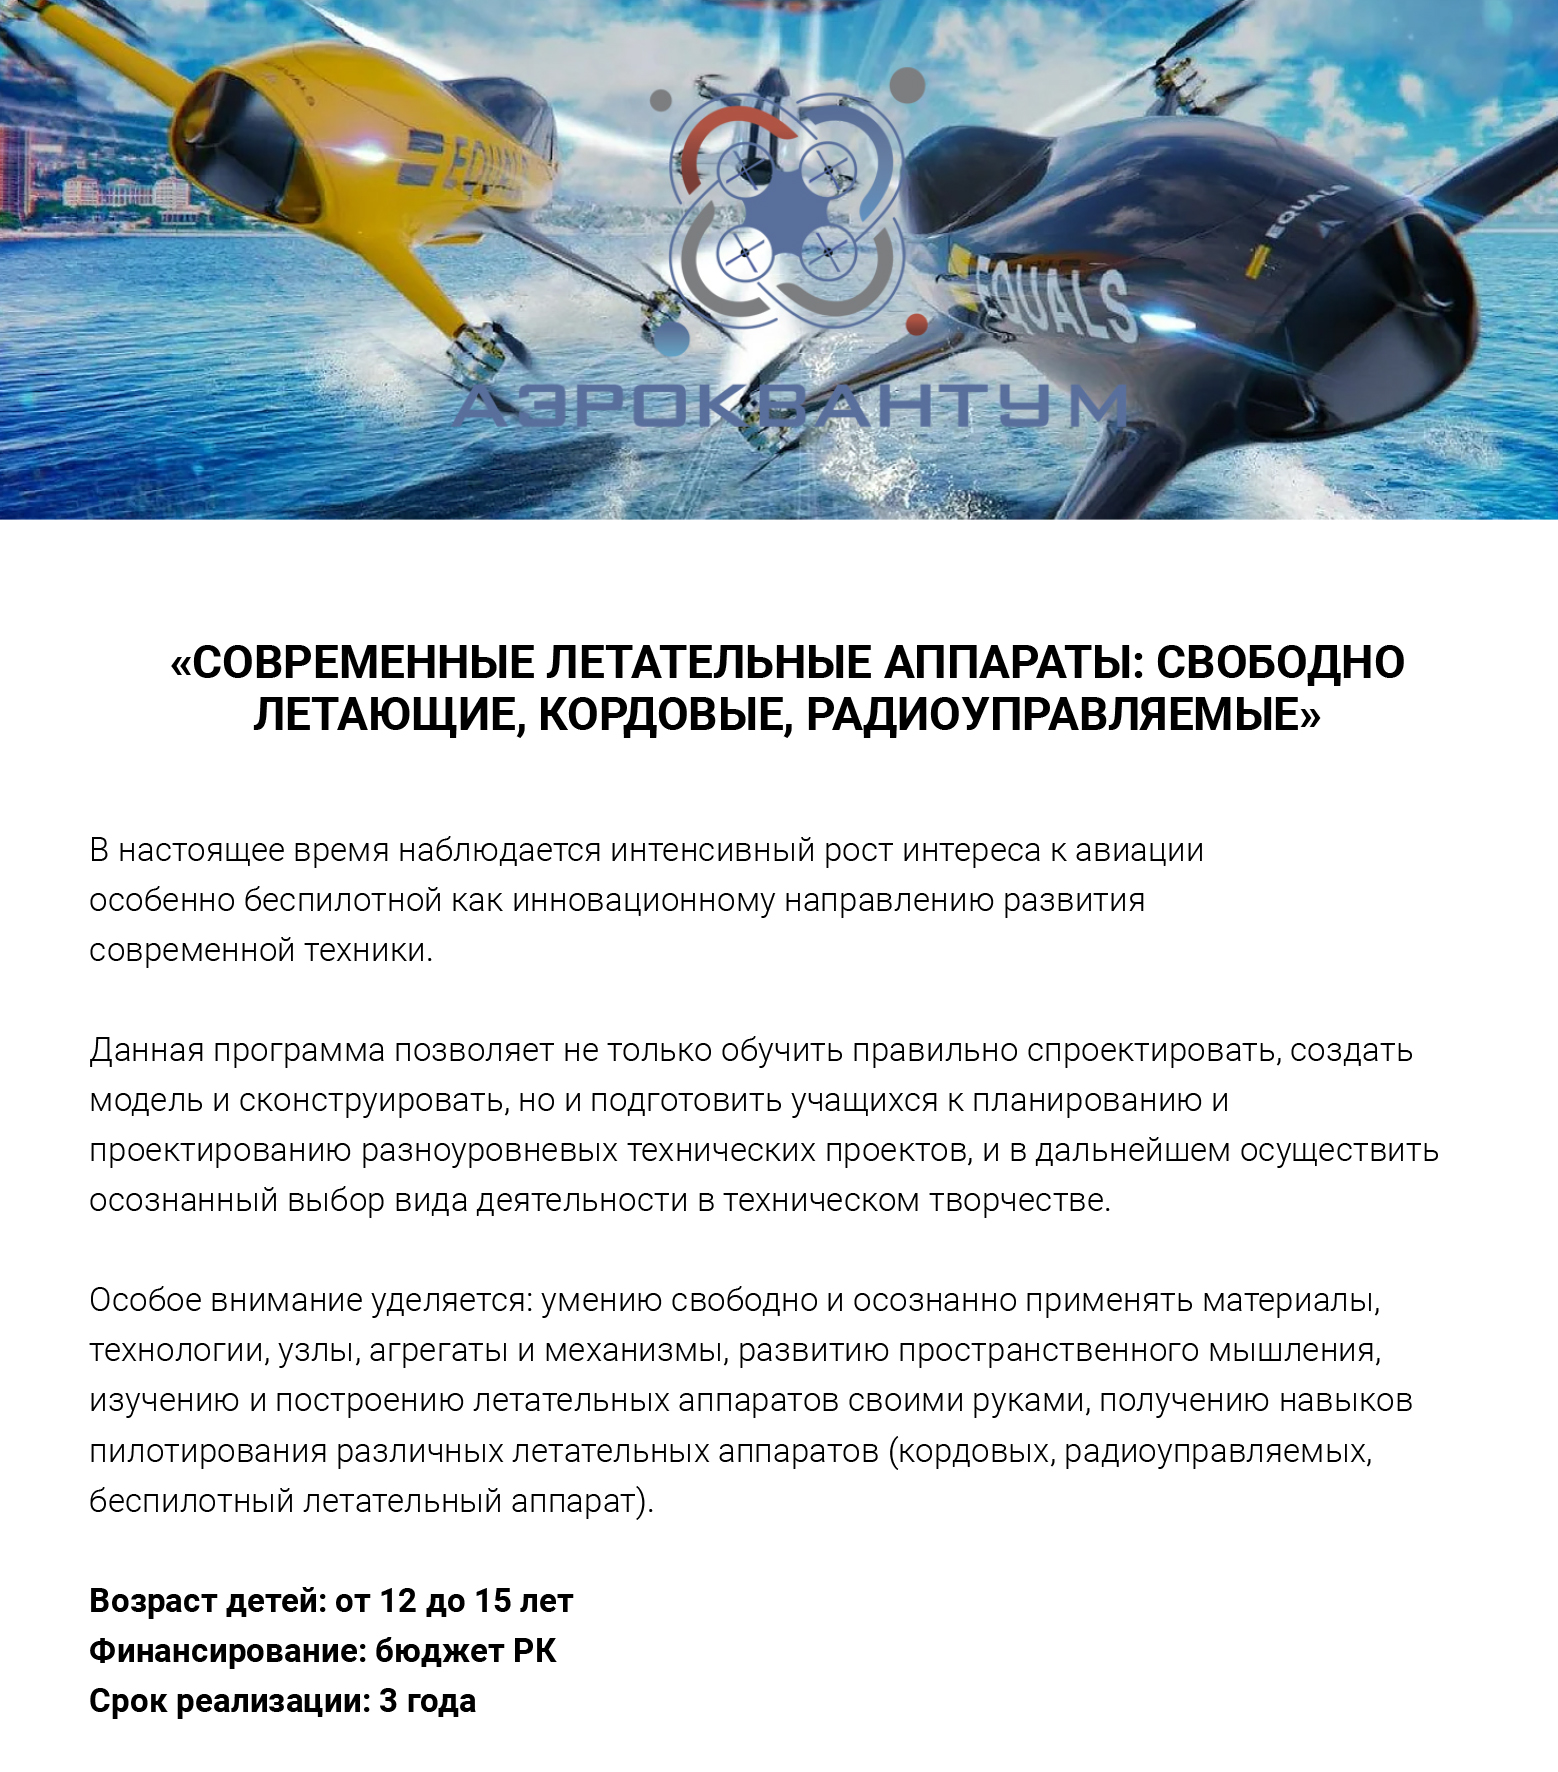 EQUALS
EQUALS
EQUALS
EQUALS
АЭРОКВАНТУМ
«СОВРЕМЕННЫЕ ЛЕТАТЕЛЬНЫЕ АППАРАТЫ: СВОБОДНО
ЛЕТАЮЩИЕ, КОРДОВЫЕ, РАДИОУПРАВЛЯЕМЫЕ»
В настоящее время наблюдается интенсивный рост интереса к авиации
особенно беспилотной как инновационному направлению развития
современной техники.
Данная программа позволяет не только обучить правильно спроектировать, создать
модель и сконструировать, но и подготовить учащихся к планированию и
проектированию разноуровневых технических проектов, и в дальнейшем осуществить
осознанный выбор вида деятельности в техническом творчестве.
Особое внимание уделяется: умению свободно и осознанно применять материалы,
технологии, узлы, агрегаты и механизмы, развитию пространственного мышления,
изучению и построению летательных аппаратов своими руками, получению навыков
пилотирования различных летательных аппаратов (кордовых, радиоуправляемых,
беспилотный летательный аппарат).
Возраст детей: от 12 до 15 лет
Финансирование: бюджет РК
Срок реализации: 3 года